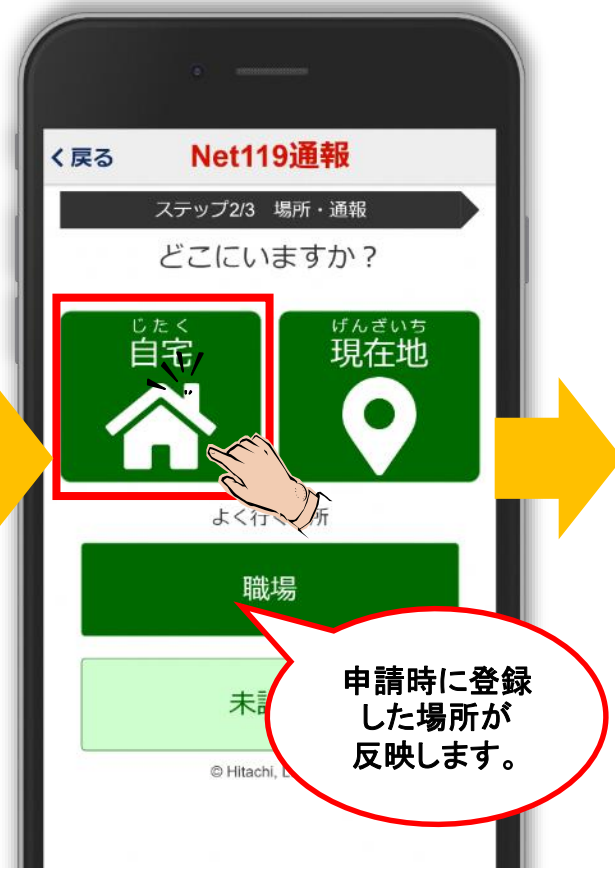 戻る
Net119通報
ステップ2/3 場所・通報
どこにいますか？
じたく
自宅
げんざいち
現在地
よく行く 所
職場
未
© Hitachi,
申請時に登録
した場所が
反映します。